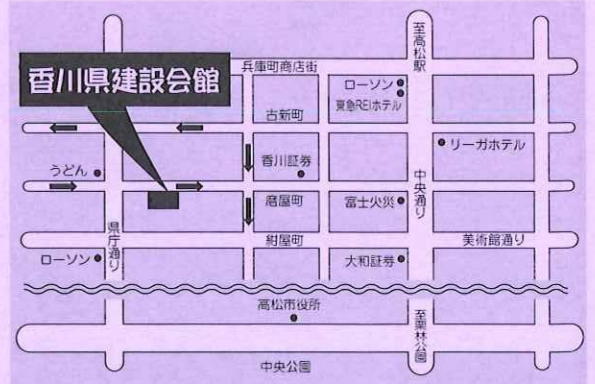 至高松駅
兵庫町商店街
香川県建設会館
ローソン
東急REIホテル
古新町
リーガホテル
香川証券
うどん
中央通り
磨屋町
富士火災
県庁通り
紺屋町
美術館通り
ローソン
大和証券
高松市役所
至栗林公園
中央公園